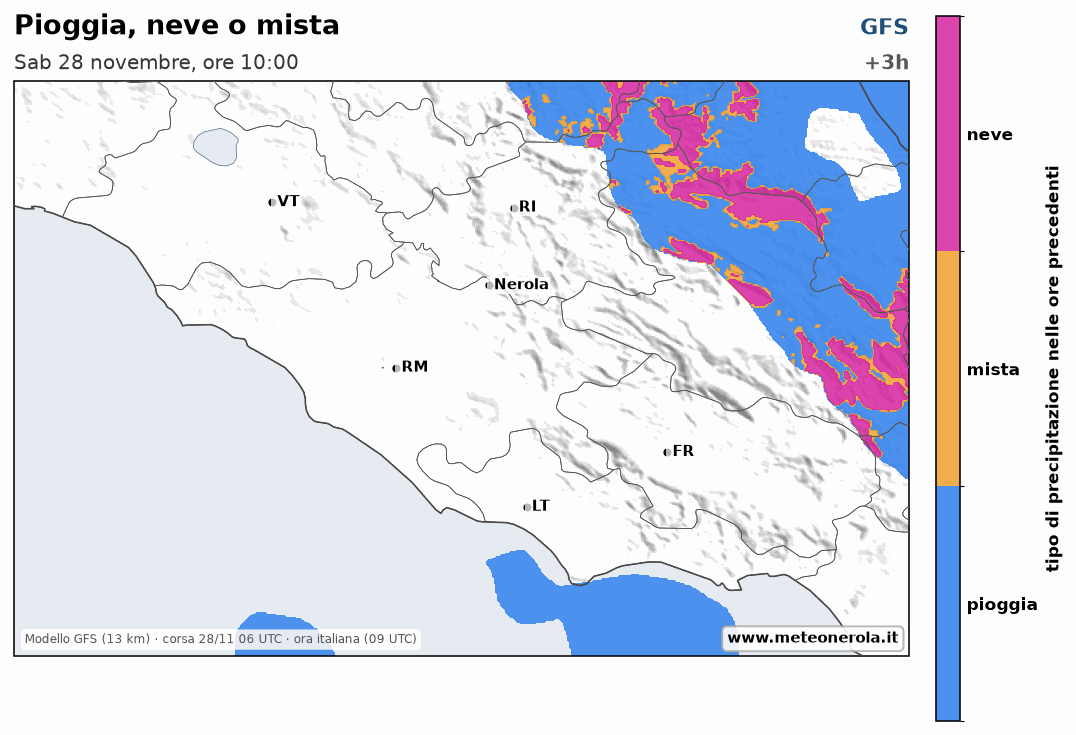 Pioggia, neve o mista
GFS
Sab 28 novembre, ore 10:00
+3h
neve
VT
RI
Nerola
RM
mista
FR
LT
pioggia
tipo di precipitazione nelle ore precedenti
Modello GFS (13 km) · corsa 28/11 06 UTC · ora italiana (09 UTC)
www.meteonerola.it